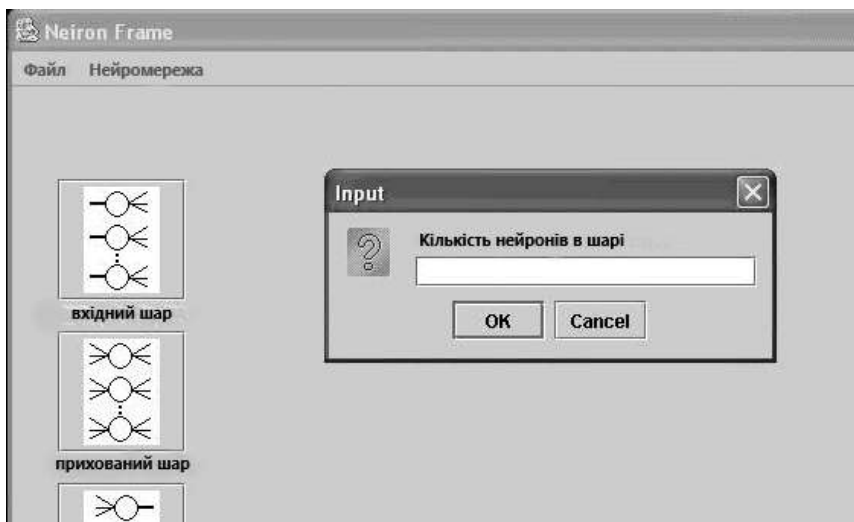 Neiron Frame
Файл Нейромережа
Input
Кількість нейронів в шарі
OK Cancel
вхідний шар
прихований шар